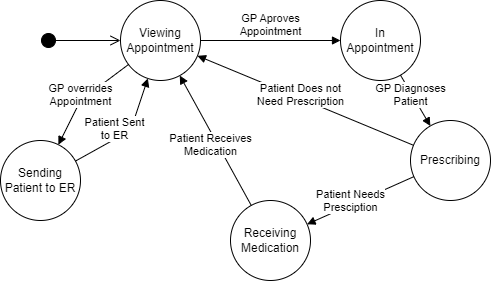 Viewing
Appointment
GP Aproves
Appointment
In
Appointment
GP overrides
Appointment
Patient Sent
to ER
Patient Does not
Need Prescription
GP Diagnoses
Patient
Patient Receives
Medication
Sending
Patient to ER
Prescribing
Patient Needs
Presciption
Receiving
Medication